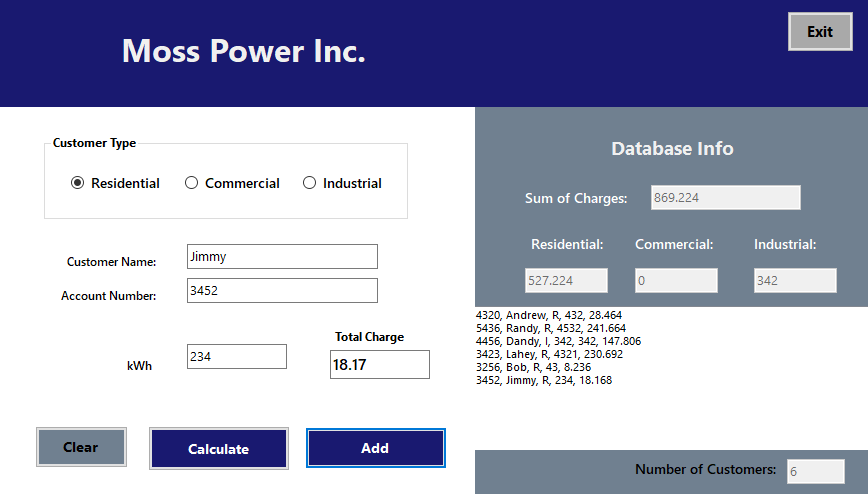 Moss Power Inc.
Exit
Customer Type
Residential Commercial Industrial
Customer Name: Jimmy
Account Number: 3452
Total Charge
kWh 234 18.17
Clear Calculate Add
Database Info
Sum of Charges: 869.224
Residential: Commercial: Industrial:
527.224 0 342
4320, Andrew, R, 432, 28.464
5436, Randy, R, 4532, 241.664
4456, Dandy, I, 342, 342, 147.806
3423, Lahey, R, 4321, 230.692
3256, Bob, R, 43, 8.236
3452, Jimmy, R, 234, 18.168
Number of Customers: 6